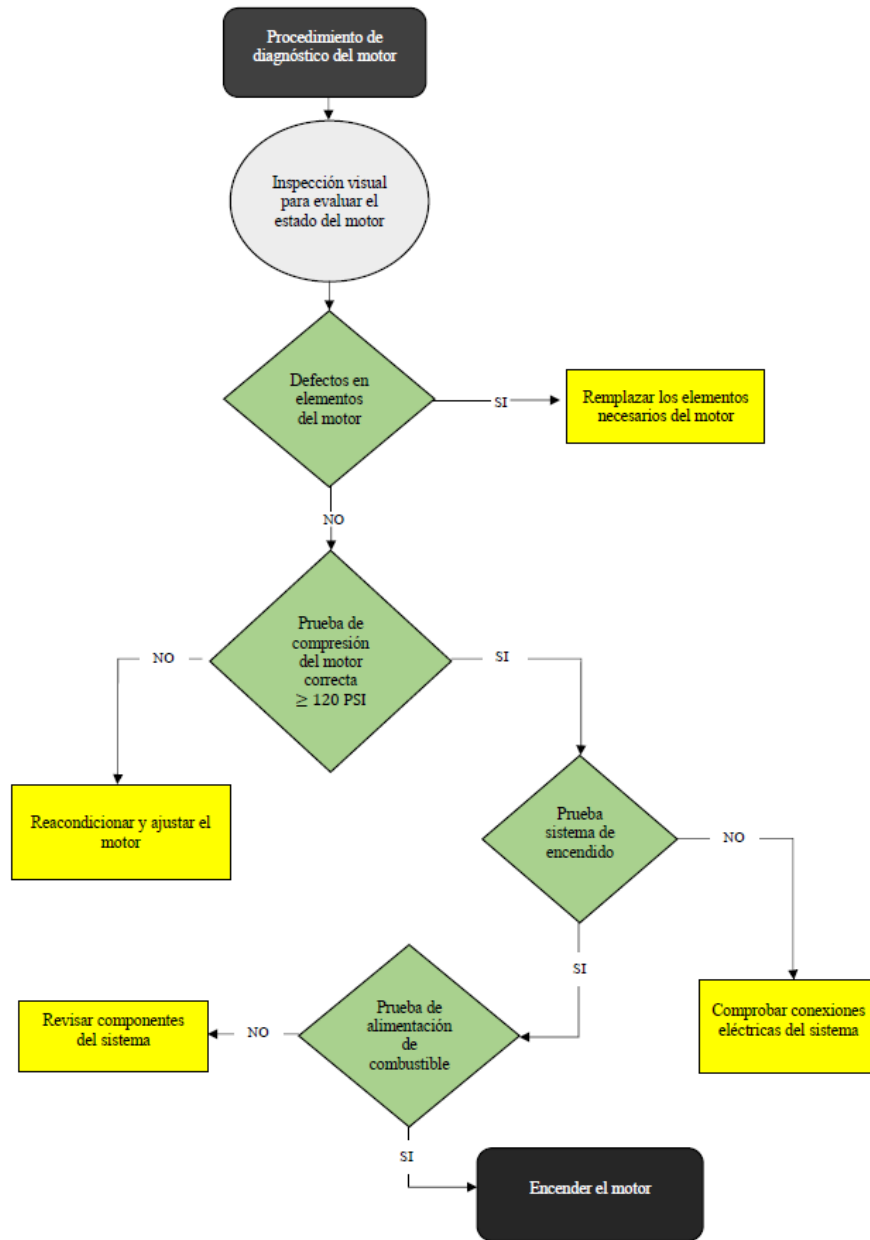 Procedimiento de
diagnóstico del motor
Inspección visual
para evaluar el
estado del motor
Defectos en
elementos
del motor
SI
Remplazar los elementos
necesarios del motor
NO
Prueba de
compresión
del motor
correcta
≥ 120 PSI
NO
SI
Reacondicionar y ajustar el
motor
Prueba
sistema de
encendido
NO
SI
Comprobar conexiones
eléctricas del sistema
Prueba de
alimentación
de
combustible
NO
Revisar componentes
del sistema
SI
Encender el motor